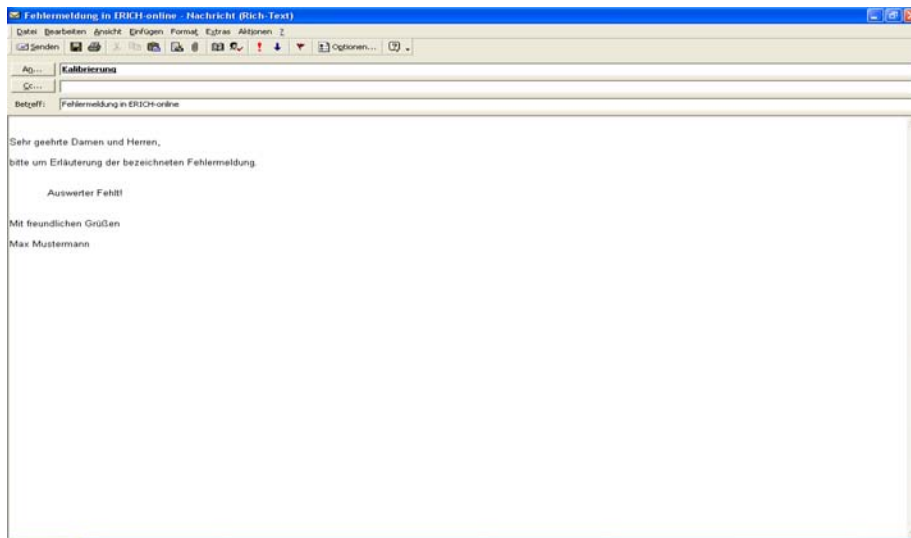 Fehlermeldung in ERICH-online - Nachricht (Rich-Text)
Datei Bearbeiten Ansicht Einfügen Format Extras Aktionen ?
Senden Optionen...
An... Kalibrierung
Cc...
Betreff: Fehlermeldung in ERICH-online
Sehr geehrte Damen und Herren,
bitte um Erläuterung der bezeichneten Fehlermeldung.
Auswerter Fehlt!
Mit freundlichen Grüßen
Max Mustermann